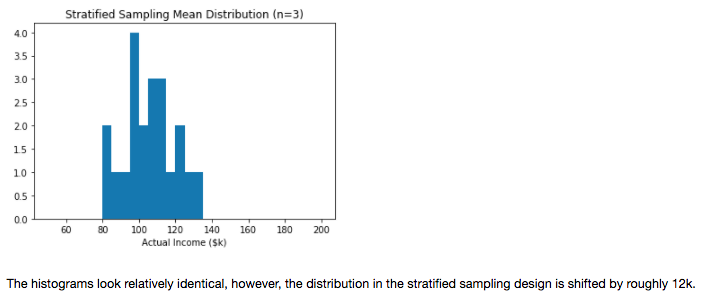 Stratified Sampling Mean Distribution (n=3)
4.0
3.5
3.0
2.5
2.0
1.5
1.0
0.5
0.0
60 80 100 120 140 160 180 200
Actual Income ($k)
The histograms look relatively identical, however, the distribution in the stratified sampling design is shifted by roughly 12k.